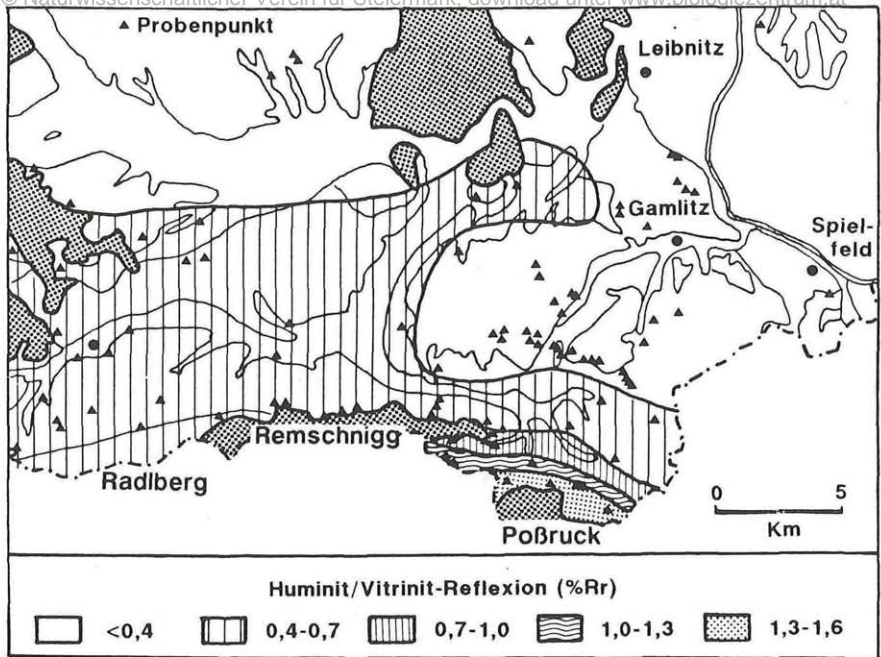 © Naturwissenschaftlicher Verein für Steiermark; download unter www.biologiezentrum.at
▲ Probenpunkt
Leibnitz
Gamlitz
Spiel-
feld
Remschnigg
Radlberg
Poßruck
0 5
Km
Huminit/Vitrinit-Reflexion (%Rr)
<0,4 0,4-0,7 0,7-1,0 1,0-1,3 1,3-1,6